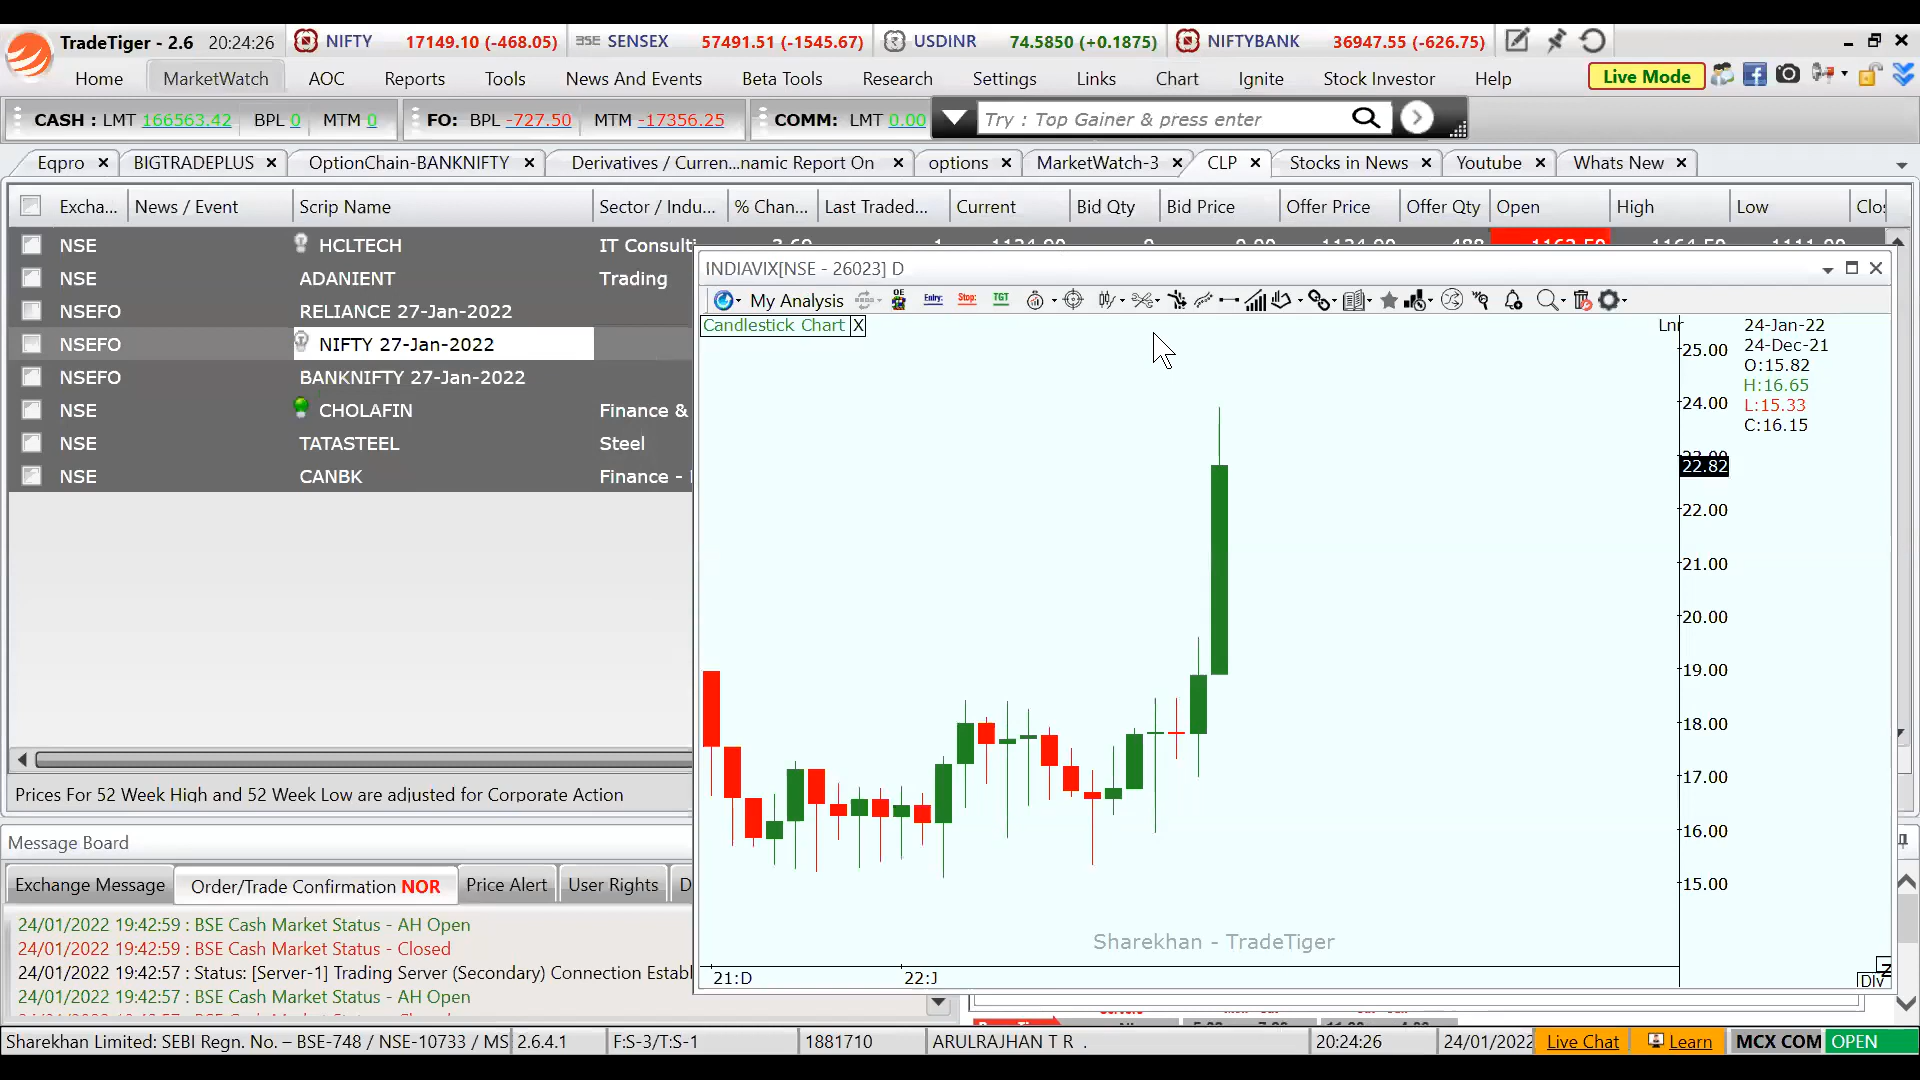 TradeTiger - 2.6 20:24:26 NIFTY 17149.10 (-468.05) BSE SENSEX 57491.51 (-1545.67) USDINR 74.5850 (+0.1875) NIFTYBANK 36947.55 (-626.75)
Home MarketWatch AOC Reports Tools News And Events Beta Tools Research Settings Links Chart Ignite Stock Investor Help Live Mode
CASH : LMT 166563.42 BPL 0 MTM 0 FO: BPL -727.50 MTM -17356.25 COMM: LMT 0.00 Try : Top Gainer & press enter
Eqpro BIGTRADEPLUS OptionChain-BANKNIFTY Derivatives / Curren...namic Report On options MarketWatch-3 CLP Stocks in News Youtube Whats New
Excha... News / Event Scrip Name Sector / Indu... % Chan... Last Traded... Current Bid Qty Bid Price Offer Price Offer Qty Open High Low Clo
NSE HCLTECH IT Consulti
NSE ADANIENT Trading
NSEFO RELIANCE 27-Jan-2022
NSEFO NIFTY 27-Jan-2022
NSEFO BANKNIFTY 27-Jan-2022
NSE CHOLAFIN Finance &
NSE TATASTEEL Steel
NSE CANBK Finance -
INDIAVIX[NSE - 26023] D
My Analysis OE Entry: Stop: TGT
Candlestick Chart X
Lnr
24-Jan-22
24-Dec-21
O:15.82
H:16.65
L:15.33
C:16.15
25.00
24.00
22.82
22.00
21.00
20.00
19.00
18.00
17.00
16.00
15.00
Sharekhan - TradeTiger
21:D 22:J
Div
Prices For 52 Week High and 52 Week Low are adjusted for Corporate Action
Message Board
Exchange Message Order/Trade Confirmation NOR Price Alert User Rights D
24/01/2022 19:42:59 : BSE Cash Market Status - AH Open
24/01/2022 19:42:59 : BSE Cash Market Status - Closed
24/01/2022 19:42:57 : Status: [Server-1] Trading Server (Secondary) Connection Establ
24/01/2022 19:42:57 : BSE Cash Market Status - AH Open
Sharekhan Limited: SEBI Regn. No. – BSE-748 / NSE-10733 / MS 2.6.4.1 F:S-3/T:S-1 1881710 ARULRAJHAN T R . 20:24:26 24/01/2022 Live Chat Learn MCX COM OPEN